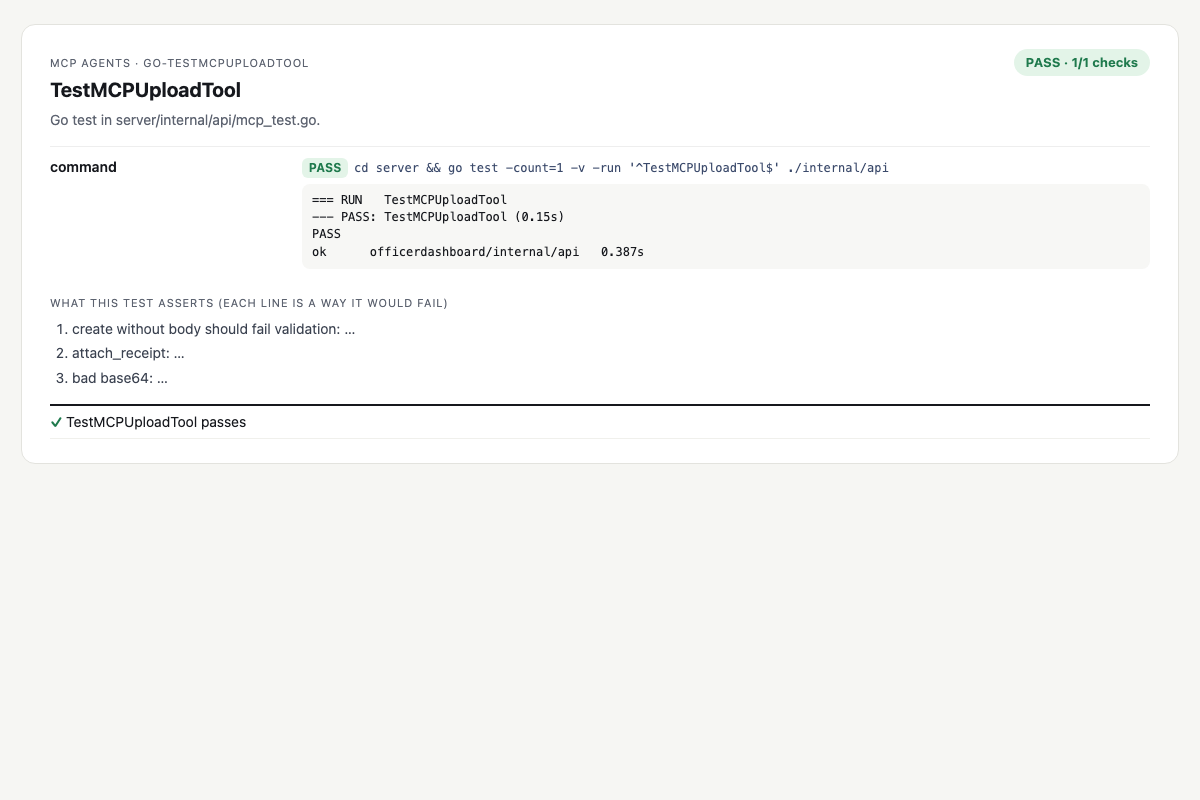 MCP AGENTS · GO-TESTMCPUPLOADTOOL
PASS · 1/1 checks
TestMCPUploadTool
Go test in server/internal/api/mcp_test.go.
command
PASS cd server && go test -count=1 -v -run '^TestMCPUploadTool$' ./internal/api
=== RUN   TestMCPUploadTool
--- PASS: TestMCPUploadTool (0.15s)
PASS
ok      officerdashboard/internal/api   0.387s
WHAT THIS TEST ASSERTS (EACH LINE IS A WAY IT WOULD FAIL)
1. create without body should fail validation: …
2. attach_receipt: …
3. bad base64: …
✓ TestMCPUploadTool passes